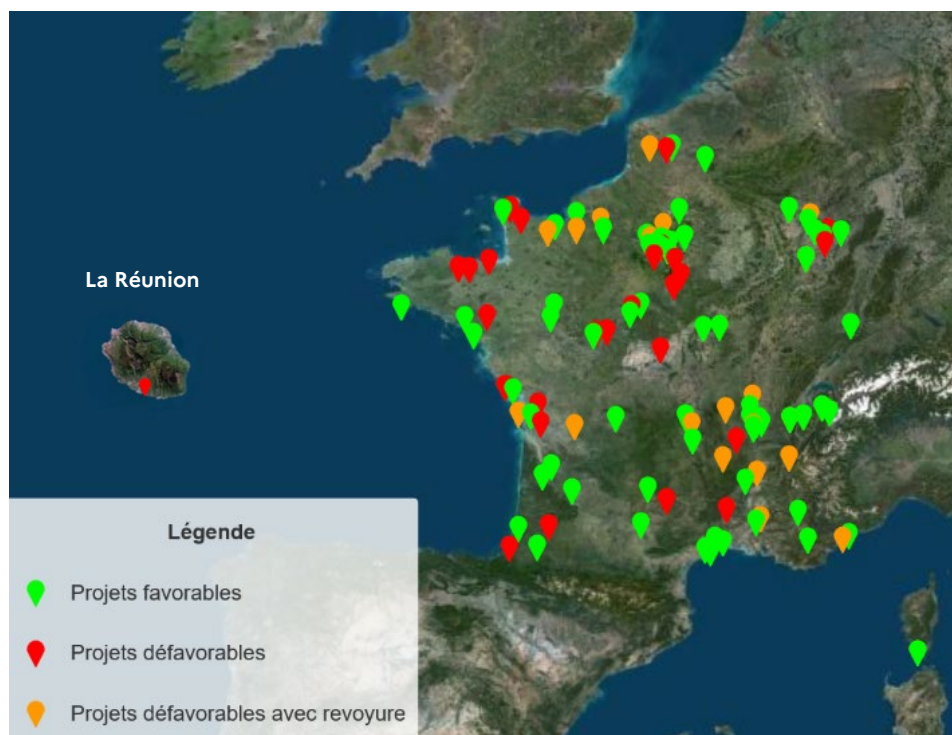 La Réunion
Légende
Projets favorables
Projets défavorables
Projets défavorables avec revoyure